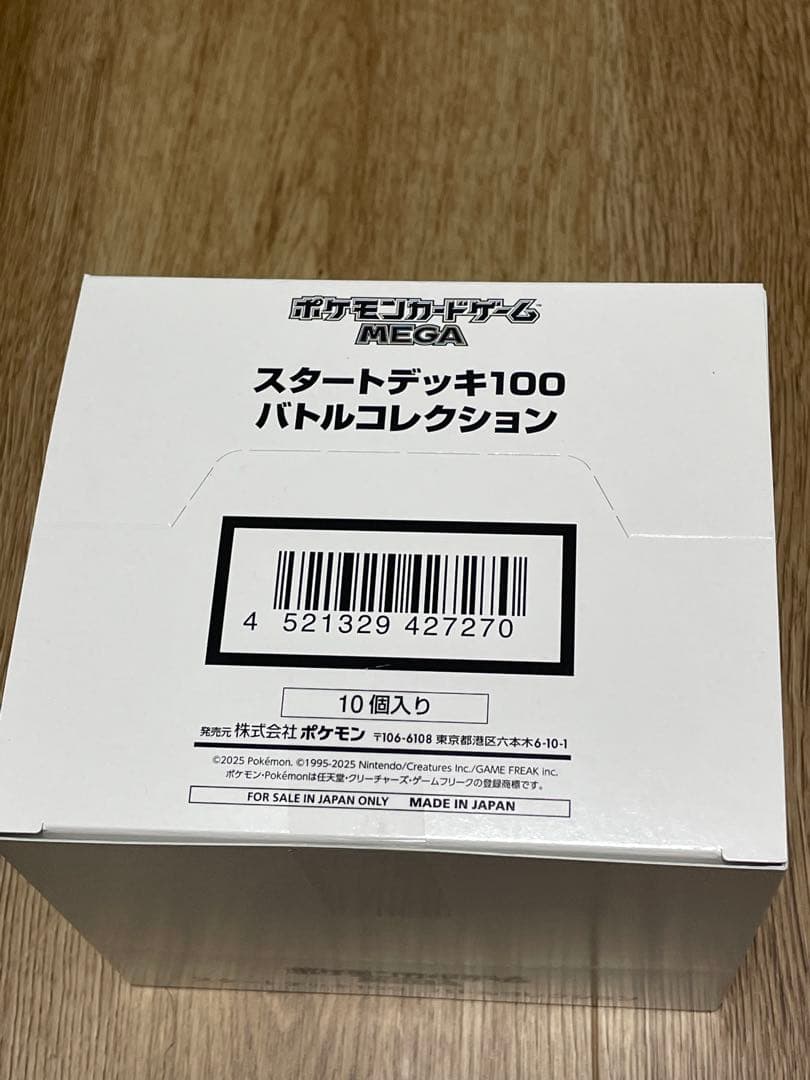 ポケモンカードゲーム™
MEGA
スタートデッキ100
バトルコレクション
4 521329 427270
10個入り
発売元 株式会社 ポケモン 〒106-6108 東京都港区六本木6-10-1
©2025 Pokémon. ©1995-2025 Nintendo/Creatures Inc./GAME FREAK inc.
ポケモン・Pokémonは任天堂・クリーチャーズ・ゲームフリークの登録商標です。
FOR SALE IN JAPAN ONLY MADE IN JAPAN